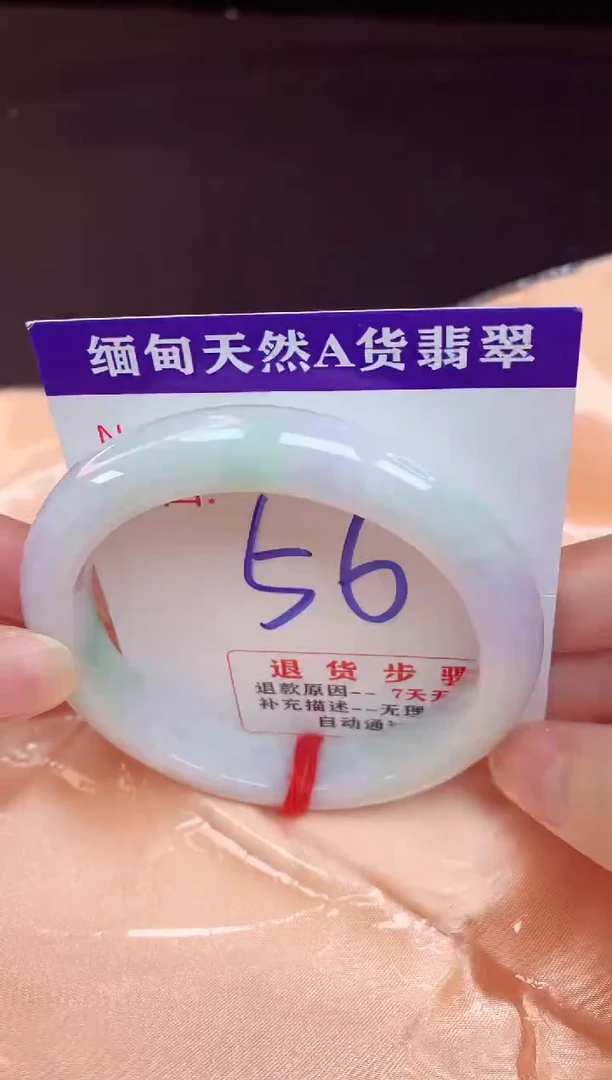 缅甸天然A货翡翠
N
56
退货步骤
退款原因-- 7天无
补充描述--无理
自动通